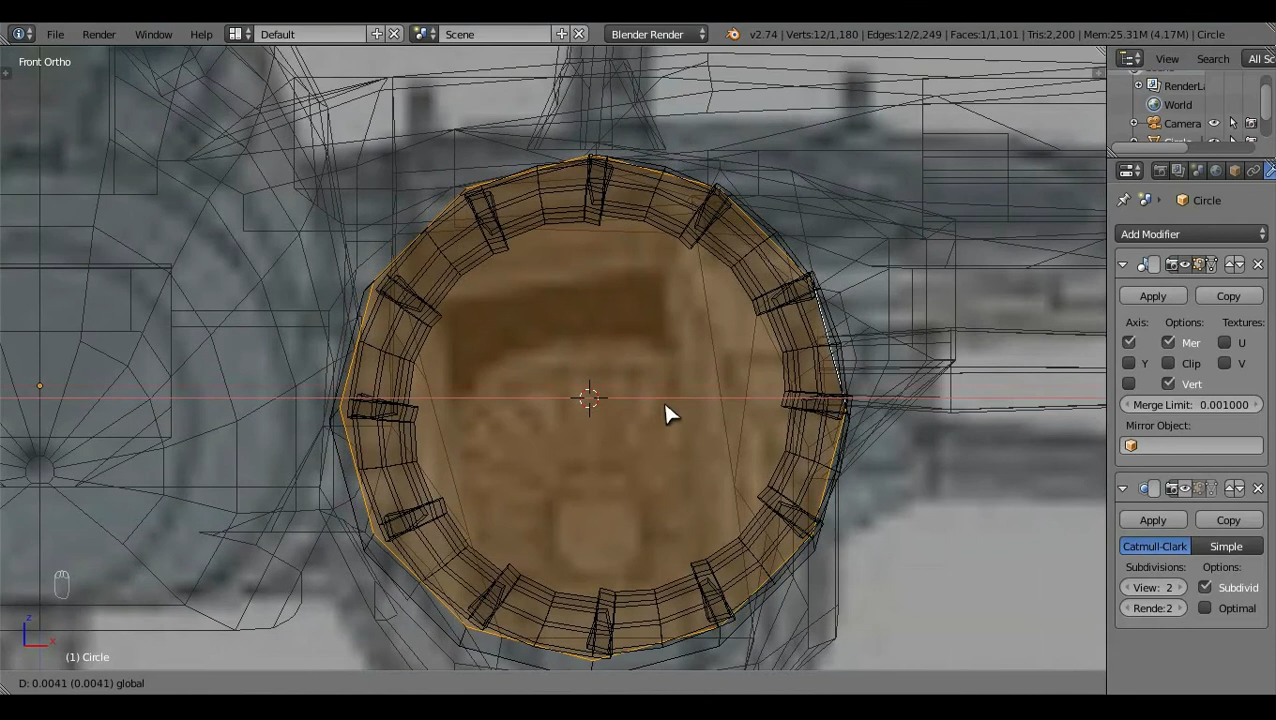 File Render Window Help Default Scene Blender Render v2.74 | Verts:12/1,180 | Edges:12/2,249 | Faces:1/1,101 | Tris:2,200 | Mem:25.31M (4.17M) | Circle
Front Ortho
View Search All Sc
RenderL
World
Camera
Circle
Add Modifier
Apply Copy
Axis: Options: Textures:
Mer U
Y Clip V
Vert
Merge Limit: 0.001000
Mirror Object:
Apply Copy
Catmull-Clark Simple
Subdivisions: Options:
View: 2 Subdivid
Rende:2 Optimal
z
x
(1) Circle
D: 0.0041 (0.0041) global